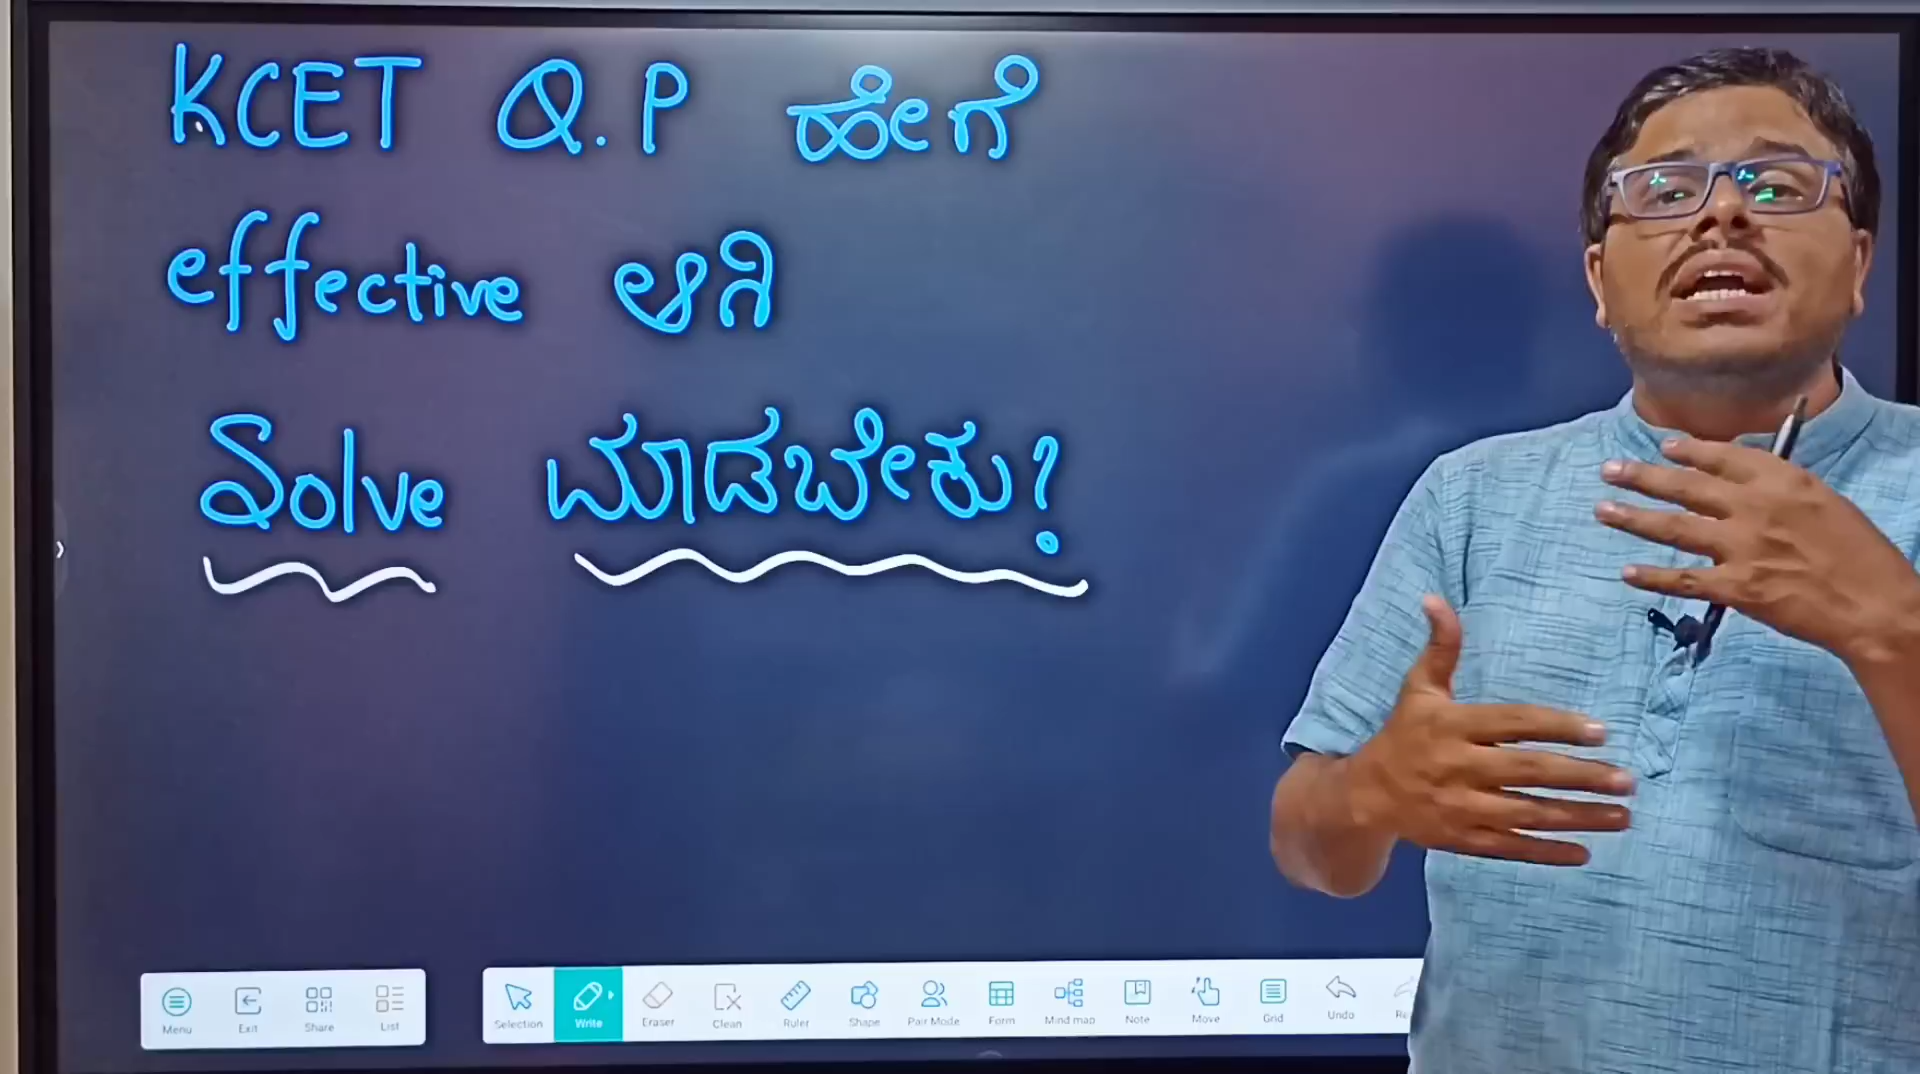 KCET Q.P ಹೇಗೆ
effective ಆಗಿ
Solve ಮಾಡಬೇಕು?
Menu Exit Share List Selection Write Eraser Clean Ruler Shape Pair Mode Form Mind map Note Move Grid Undo